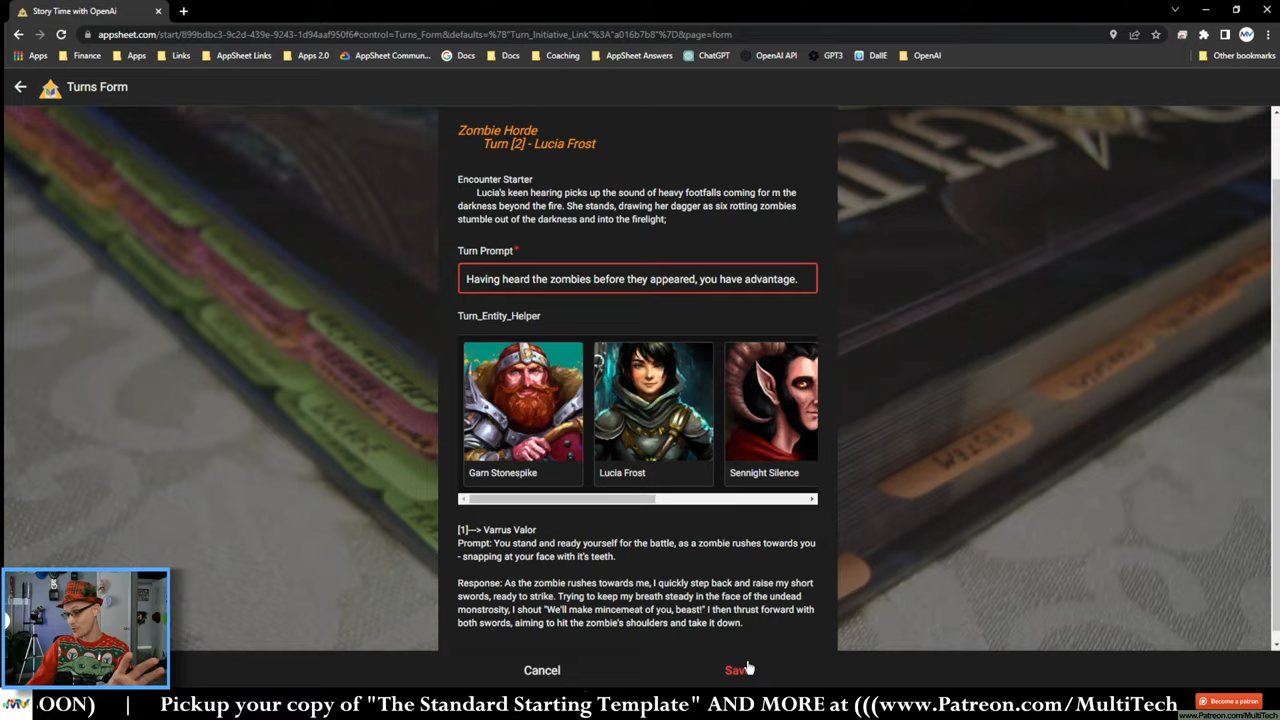 Story Time with OpenAi
appsheet.com/start/899bdbc3-9c2d-439e-9243-1d94aaf950f6#control=Turns_Form&defaults=%7B"Turn_Initiative_Link"%3A"a016b7b8"%7D&page=form
Apps Finance Apps Links AppSheet Links Apps 2.0 AppSheet Commun... Docs Docs Coaching AppSheet Answers ChatGPT OpenAI API GPT3 DallE OpenAI Other bookmarks
Turns Form
Zombie Horde
Turn [2] - Lucia Frost
Encounter Starter
Lucia's keen hearing picks up the sound of heavy footfalls coming for m the
darkness beyond the fire. She stands, drawing her dagger as six rotting zombies
stumble out of the darkness and into the firelight;
Turn Prompt*
Having heard the zombies before they appeared, you have advantage.
Turn_Entity_Helper
Garn Stonespike
Lucia Frost
Sennight Silence
[1]---> Varrus Valor
Prompt: You stand and ready yourself for the battle, as a zombie rushes towards you
- snapping at your face with it's teeth.
Response: As the zombie rushes towards me, I quickly step back and raise my short
swords, ready to strike. Trying to keep my breath steady in the face of the undead
monstrosity, I shout "We'll make mincemeat of you, beast!" I then thrust forward with
both swords, aiming to hit the zombie's shoulders and take it down.
Cancel
Save
OON) | Pickup your copy of "The Standard Starting Template" AND MORE at (((www.Patreon.com/MultiTech
Become a patron
www.Patreon.com/MultiTech